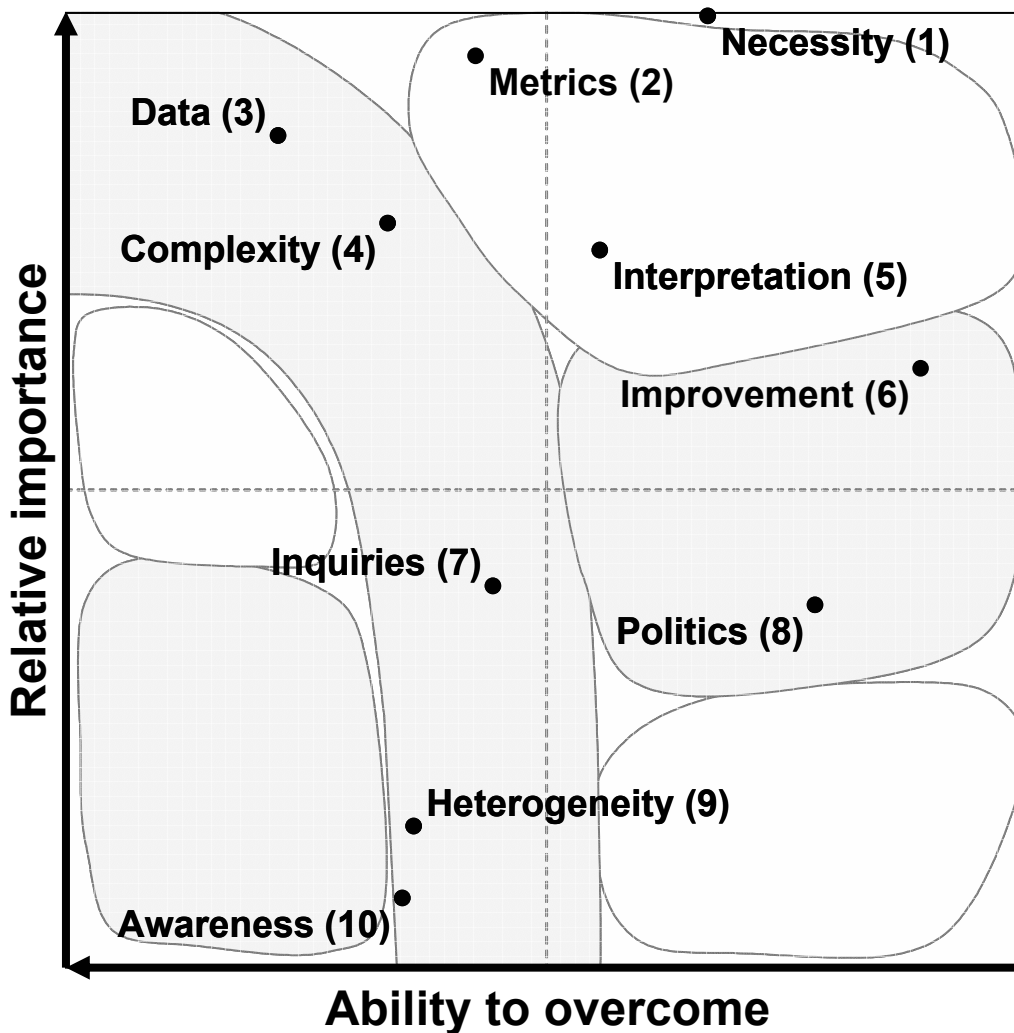 Necessity (1)
Metrics (2)
Data (3)
Complexity (4)
Interpretation (5)
Improvement (6)
Inquiries (7)
Politics (8)
Heterogeneity (9)
Awareness (10)
Relative importance
Ability to overcome